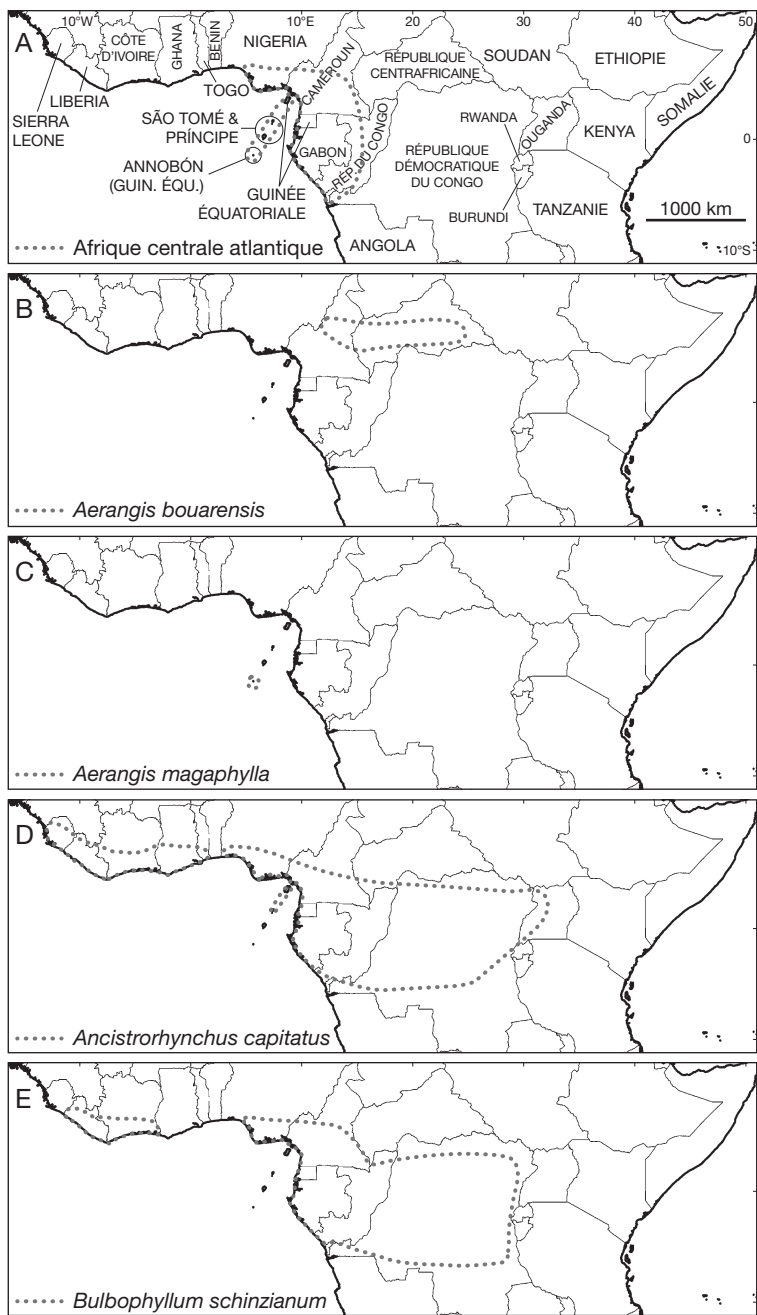 10°W
0
10°E
20
30
40
50
A
CÔTE
D'IVOIRE
GHANA
BÉNIN
NIGERIA
CAMEROUN
RÉPUBLIQUE
CENTRAFRICAINE
SOUDAN
ETHIOPIE
SOMALIE
SIERRA
LEONE
LIBERIA
TOGO
SÃO TOMÉ &
PRÍNCIPE
ANNOBÓN
(GUIN. ÉQU.)
GABON
RÉP. DU CONGO
GUINÉE
ÉQUATORIALE
RÉPUBLIQUE
DÉMOCRATIQUE
DU CONGO
RWANDA
OUGANDA
KENYA
0
BURUNDI
TANZANIE
1000 km
ANGOLA
10°S
Afrique centrale atlantique
B
Aerangis bouarensis
C
Aerangis magaphylla
D
Ancistrorhynchus capitatus
E
Bulbophyllum schinzianum